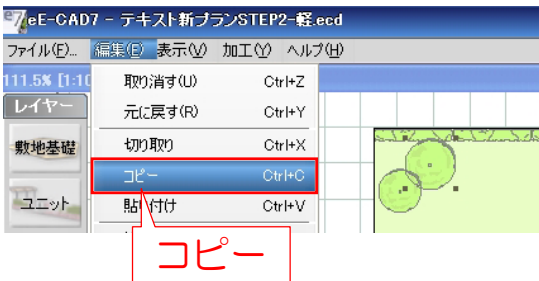 eE-CAD7 - テキスト新プランSTEP2-軽.ecd
ファイル(F)... 編集(E) 表示(V) 加工(Y) ヘルプ(H)
111.5% [1:10
レイヤー
取り消す(U) Ctrl+Z
元に戻す(R) Ctrl+Y
敷地基礎
切り取り Ctrl+X
コピー Ctrl+C
ユニット
貼り付け Ctrl+V
コピー